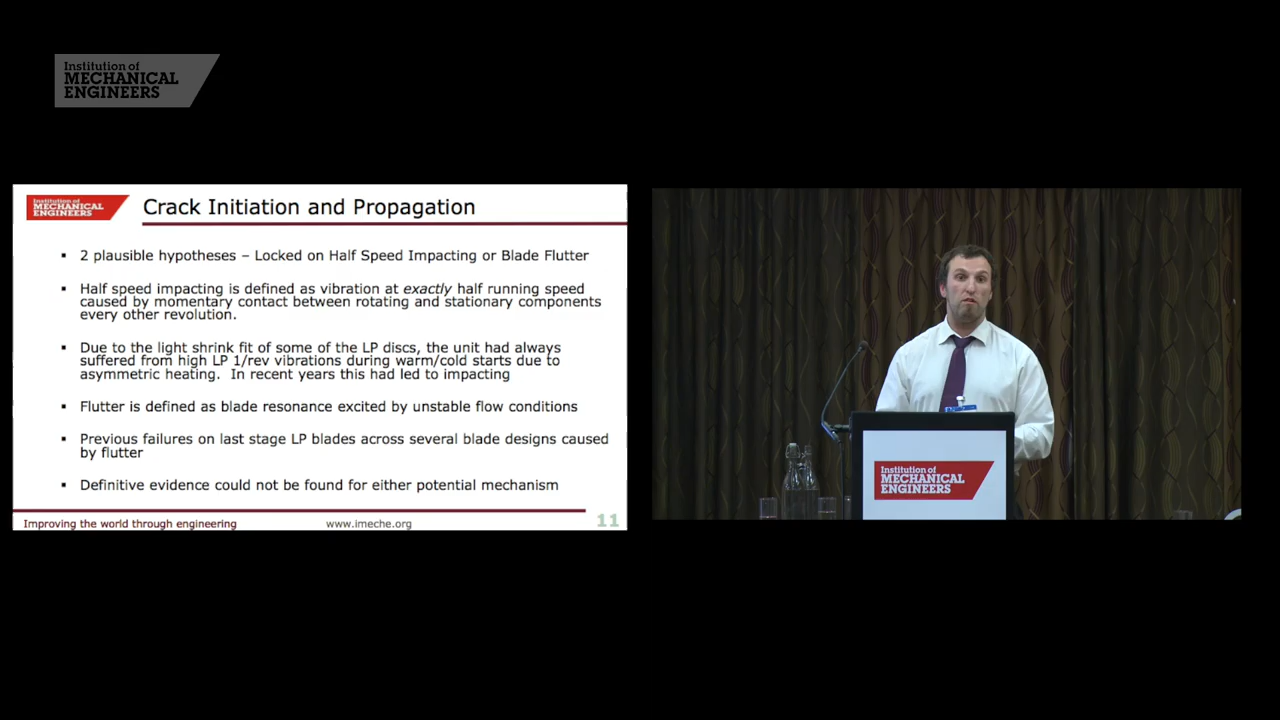 Institution of
MECHANICAL
ENGINEERS
Institution of
MECHANICAL
ENGINEERS
Crack Initiation and Propagation
▪ 2 plausible hypotheses – Locked on Half Speed Impacting or Blade Flutter
▪ Half speed impacting is defined as vibration at exactly half running speed
caused by momentary contact between rotating and stationary components
every other revolution.
▪ Due to the light shrink fit of some of the LP discs, the unit had always
suffered from high LP 1/rev vibrations during warm/cold starts due to
asymmetric heating. In recent years this had led to impacting
▪ Flutter is defined as blade resonance excited by unstable flow conditions
▪ Previous failures on last stage LP blades across several blade designs caused
by flutter
▪ Definitive evidence could not be found for either potential mechanism
Improving the world through engineering www.imeche.org 11
Institution of
MECHANICAL
ENGINEERS